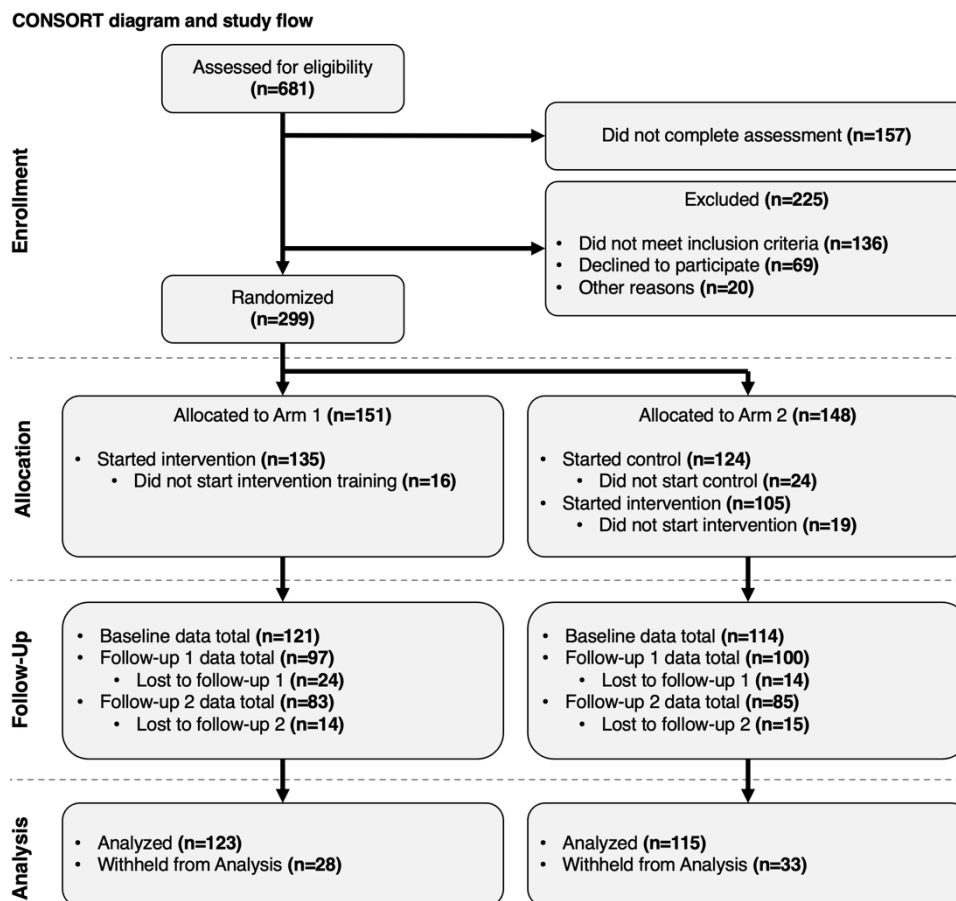 CONSORT diagram and study flow
Assessed for eligibility
(n=681)
Did not complete assessment (n=157)
Enrollment
Excluded (n=225)
• Did not meet inclusion criteria (n=136)
• Declined to participate (n=69)
• Other reasons (n=20)
Randomized
(n=299)
Allocation
Allocated to Arm 1 (n=151)
• Started intervention (n=135)
• Did not start intervention training (n=16)
Allocated to Arm 2 (n=148)
• Started control (n=124)
• Did not start control (n=24)
• Started intervention (n=105)
• Did not start intervention (n=19)
Follow-Up
• Baseline data total (n=121)
• Follow-up 1 data total (n=97)
• Lost to follow-up 1 (n=24)
• Follow-up 2 data total (n=83)
• Lost to follow-up 2 (n=14)
• Baseline data total (n=114)
• Follow-up 1 data total (n=100)
• Lost to follow-up 1 (n=14)
• Follow-up 2 data total (n=85)
• Lost to follow-up 2 (n=15)
Analysis
• Analyzed (n=123)
• Withheld from Analysis (n=28)
• Analyzed (n=115)
• Withheld from Analysis (n=33)